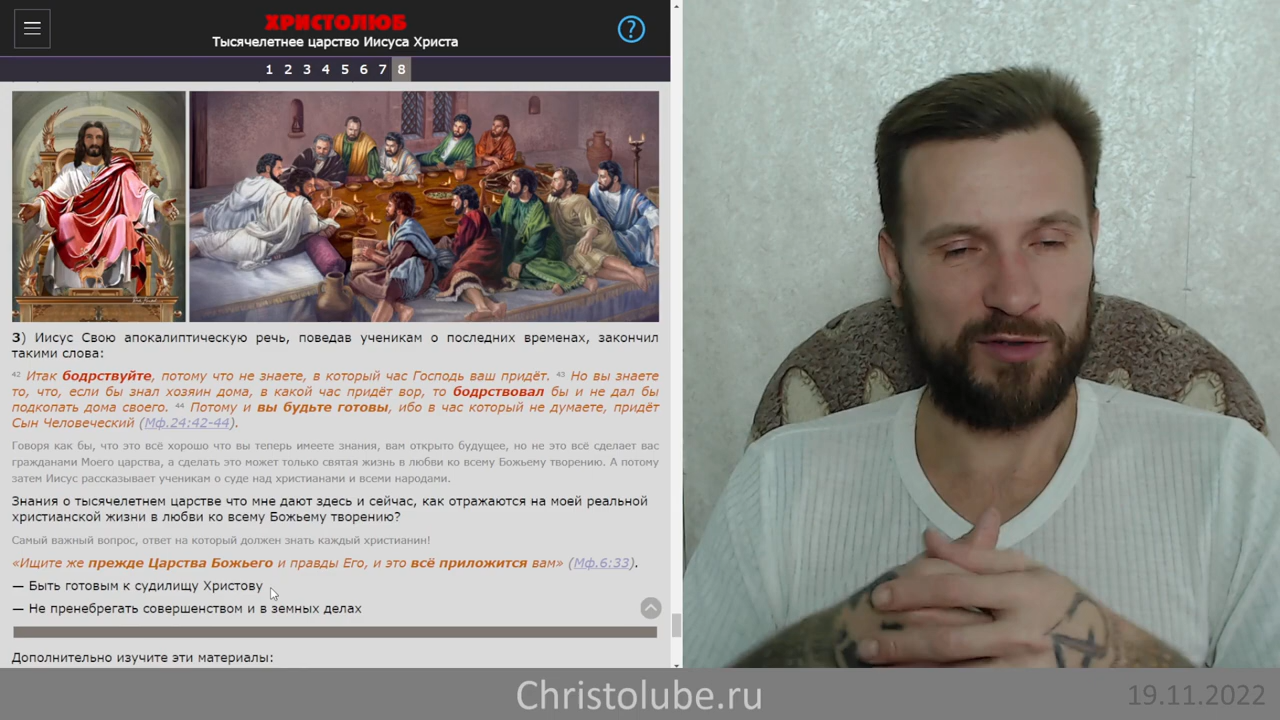 ХРИСТОЛЮБ
Тысячелетнее царство Иисуса Христа
?
1 2 3 4 5 6 7 8
3) Иисус Свою апокалиптическую речь, поведав ученикам о последних временах, закончил
такими слова:
42 Итак бодрствуйте, потому что не знаете, в который час Господь ваш придёт. 43 Но вы знаете
то, что, если бы знал хозяин дома, в какой час придёт вор, то бодрствовал бы и не дал бы
подкопать дома своего. 44 Потому и вы будьте готовы, ибо в час который не думаете, придёт
Сын Человеческий (Мф.24:42-44).
Говоря как бы, что это всё хорошо что вы теперь имеете знания, вам открыто будущее, но не это всё сделает вас
гражданами Моего царства, а сделать это может только святая жизнь в любви ко всему Божьему творению. А потому
затем Иисус рассказывает ученикам о суде над христианами и всеми народами.
Знания о тысячелетнем царстве что мне дают здесь и сейчас, как отражаются на моей реальной
христианской жизни в любви ко всему Божьему творению?
Самый важный вопрос, ответ на который должен знать каждый христианин!
«Ищите же прежде Царства Божьего и правды Его, и это всё приложится вам» (Мф.6:33).
— Быть готовым к судилищу Христову
— Не пренебрегать совершенством и в земных делах
Дополнительно изучите эти материалы:
Christolube.ru
19.11.2022